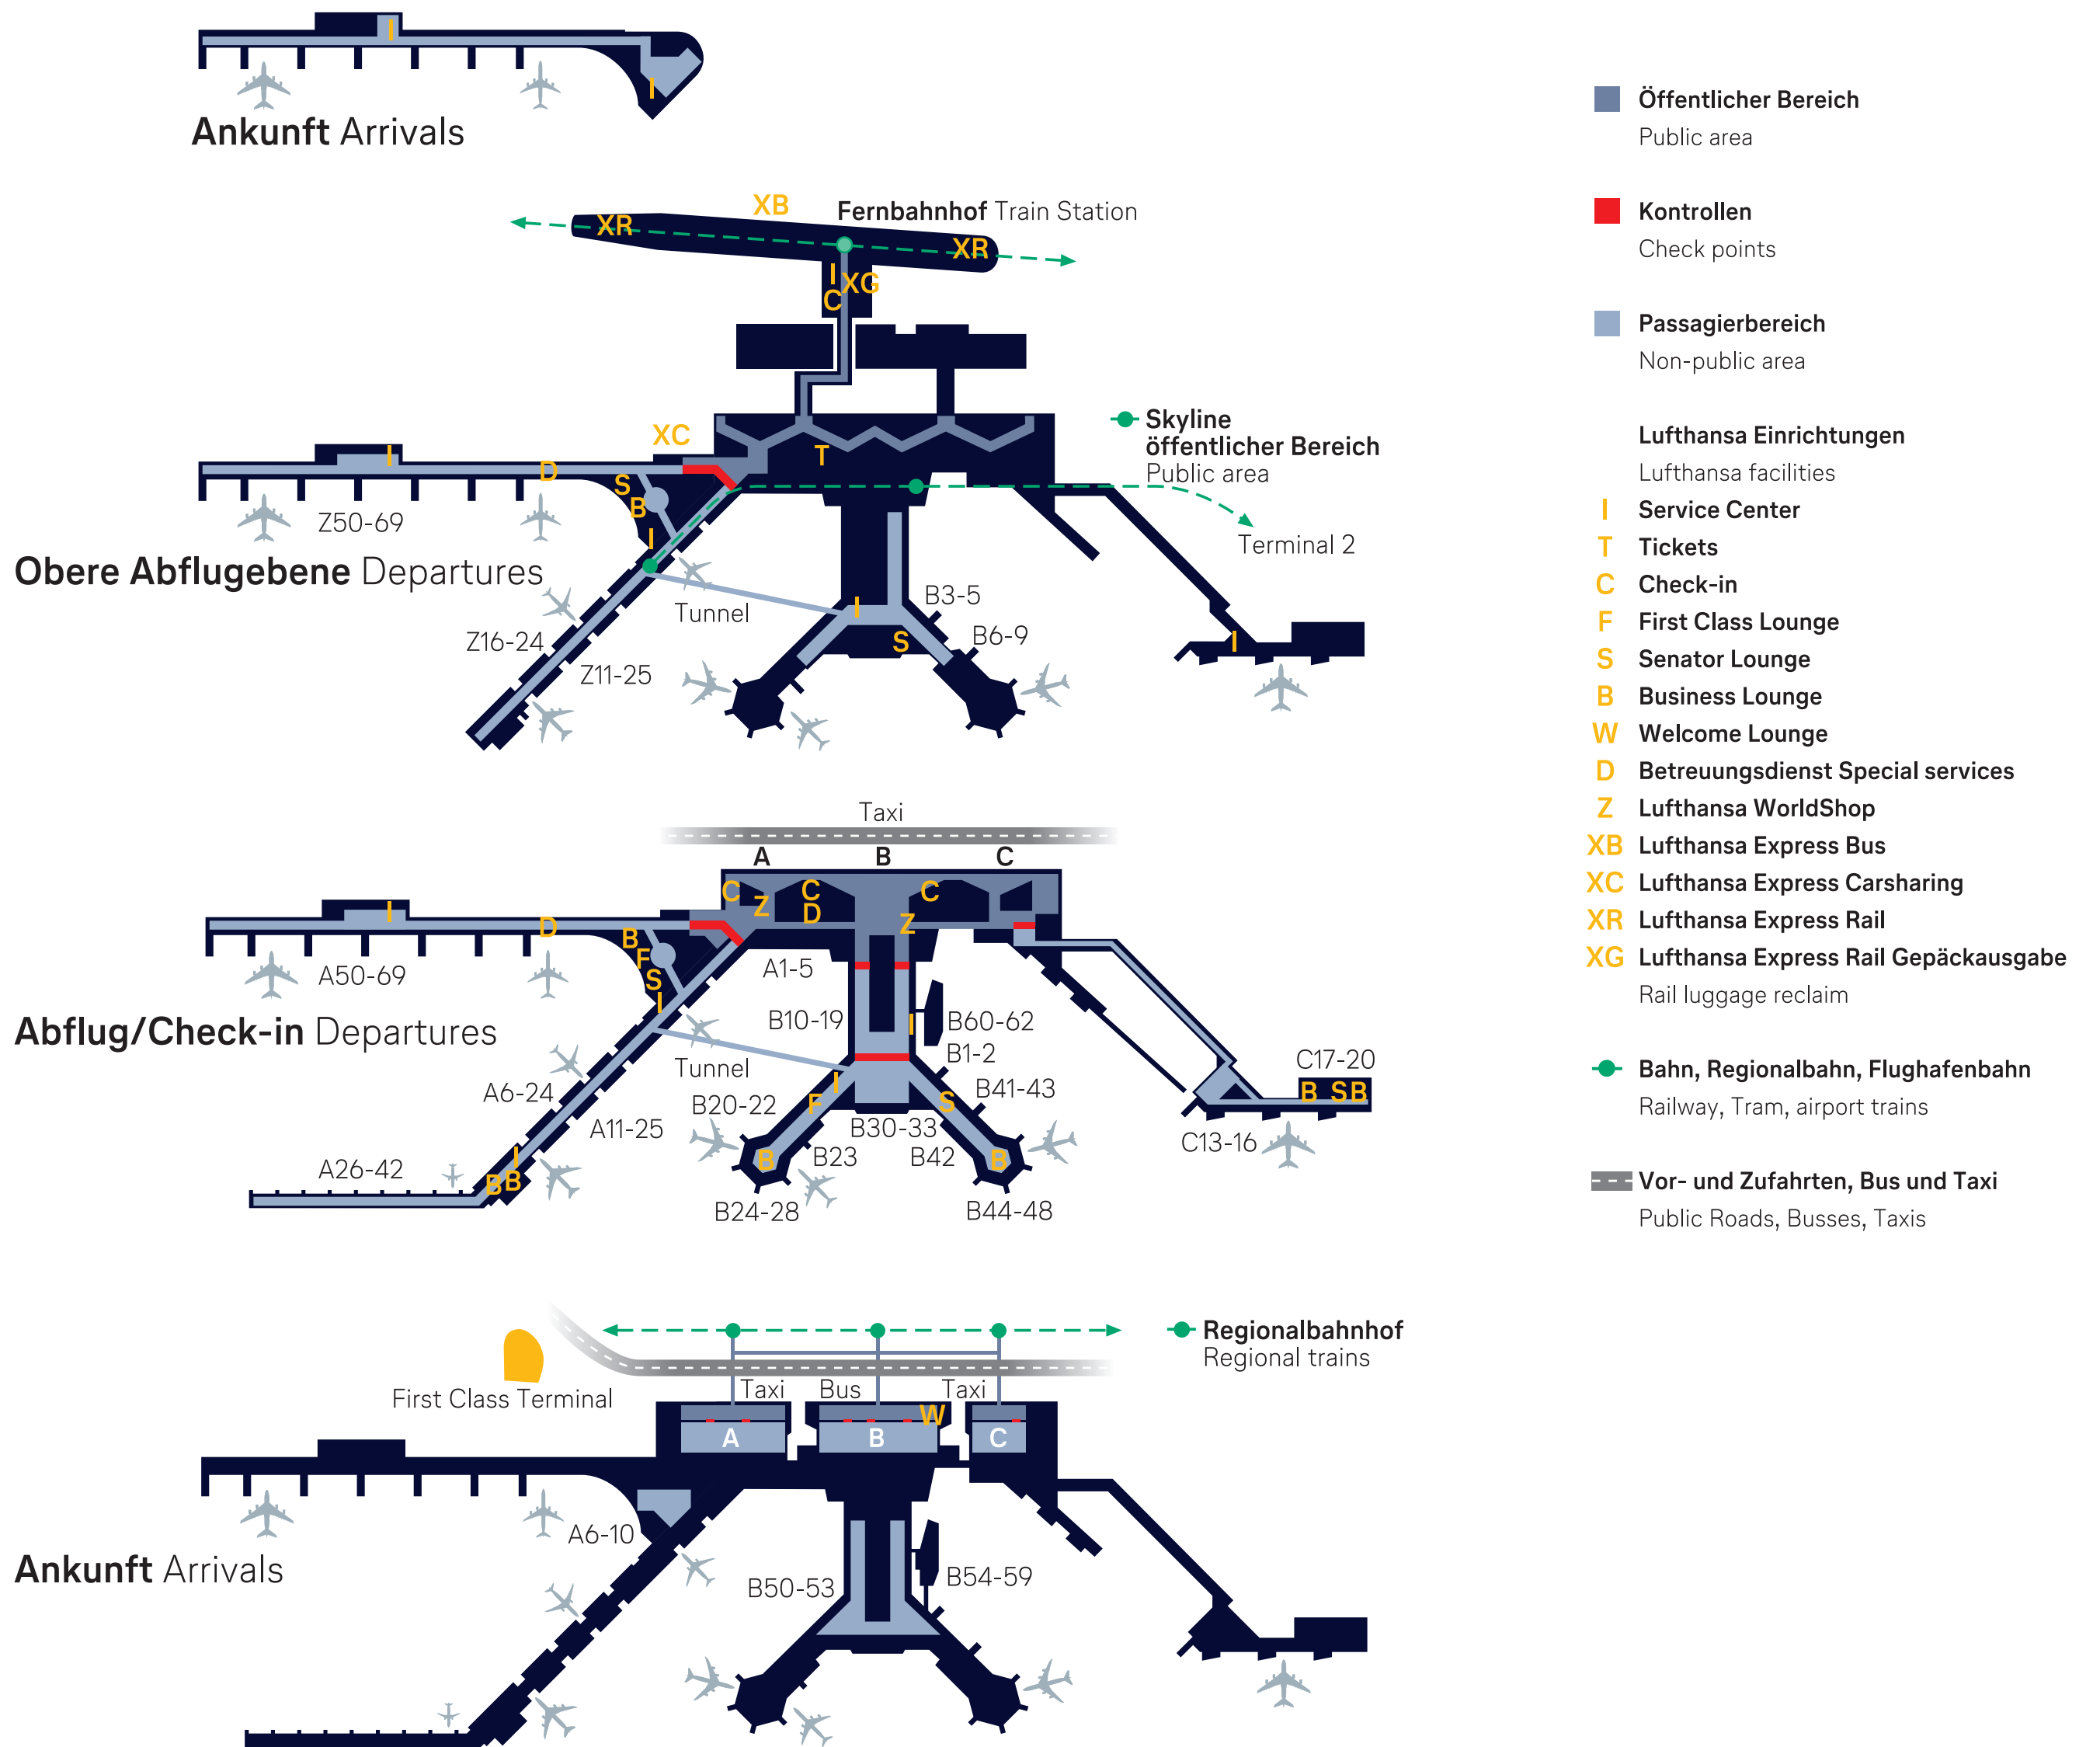 I
I
Ankunft Arrivals
XB
Fernbahnhof Train Station
XR
XR
I
XG
C
Skyline
öffentlicher Bereich
Public area
XC
T
I
D
S
B
I
Z50-69
Terminal 2
Obere Abflugebene Departures
Tunnel
I
B3-5
S
B6-9
I
Z16-24
Z11-25
Taxi
A B C
C C C
Z D Z
I
D
B
F
S
I
A50-69
A1-5
B10-19
I
B60-62
B1-2
Abflug/Check-in Departures
Tunnel
I
B41-43
C17-20
B SB
A6-24
B20-22
F
S
A11-25
B30-33
C13-16
A26-42
I
BB
B
B23
B42
B
B24-28
B44-48
Regionalbahnhof
Regional trains
First Class Terminal
Taxi Bus Taxi
W
A B C
A6-10
Ankunft Arrivals
B50-53
B54-59
Öffentlicher Bereich
Public area
Kontrollen
Check points
Passagierbereich
Non-public area
Lufthansa Einrichtungen
Lufthansa facilities
I Service Center
T Tickets
C Check-in
F First Class Lounge
S Senator Lounge
B Business Lounge
W Welcome Lounge
D Betreuungsdienst Special services
Z Lufthansa WorldShop
XB Lufthansa Express Bus
XC Lufthansa Express Carsharing
XR Lufthansa Express Rail
XG Lufthansa Express Rail Gepäckausgabe
Rail luggage reclaim
Bahn, Regionalbahn, Flughafenbahn
Railway, Tram, airport trains
Vor- und Zufahrten, Bus und Taxi
Public Roads, Busses, Taxis